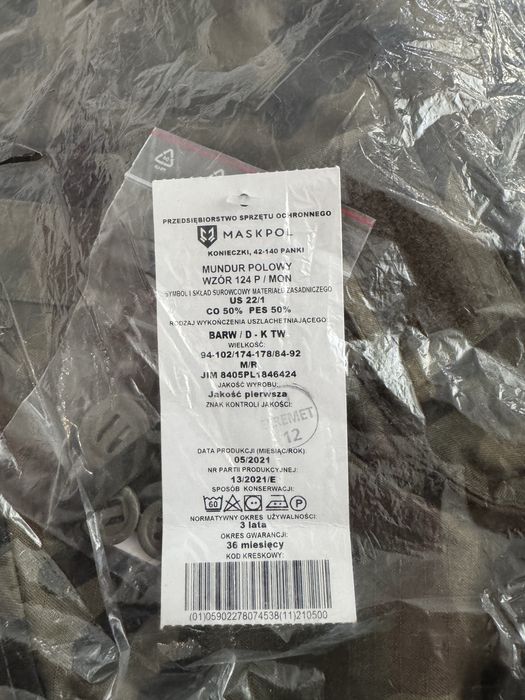 PRZEDSIĘBIORSTWO SPRZĘTU OCHRONNEGO
MASKPOL
KONIECZKI, 42-140 PANKI
MUNDUR POLOWY
WZÓR 124 P / MON
SYMBOL I SKŁAD SUROWCOWY MATERIAŁU ZASADNICZEGO
US 22/1
CO 50% PES 50%
RODZAJ WYKOŃCZENIA USZLACHETNIAJĄCEGO:
BARW / D - K TW
WIELKOŚĆ:
94-102/174-178/84-92
M/R
JIM 8405PL1846424
JAKOŚĆ WYROBU:
Jakość pierwsza
ZNAK KONTROLI JAKOŚCI:
12
DATA PRODUKCJI (MIESIĄC/ROK)
05/2021
NR PARTII PRODUKCYJNEJ:
13/2021/E
SPOSÓB KONSERWACJI:
60 P
NORMATYWNY OKRES UŻYWALNOŚCI:
3 lata
OKRES GWARANCJI:
36 miesięcy
KOD KRESKOWY:
(01)05902278074538(11)210500